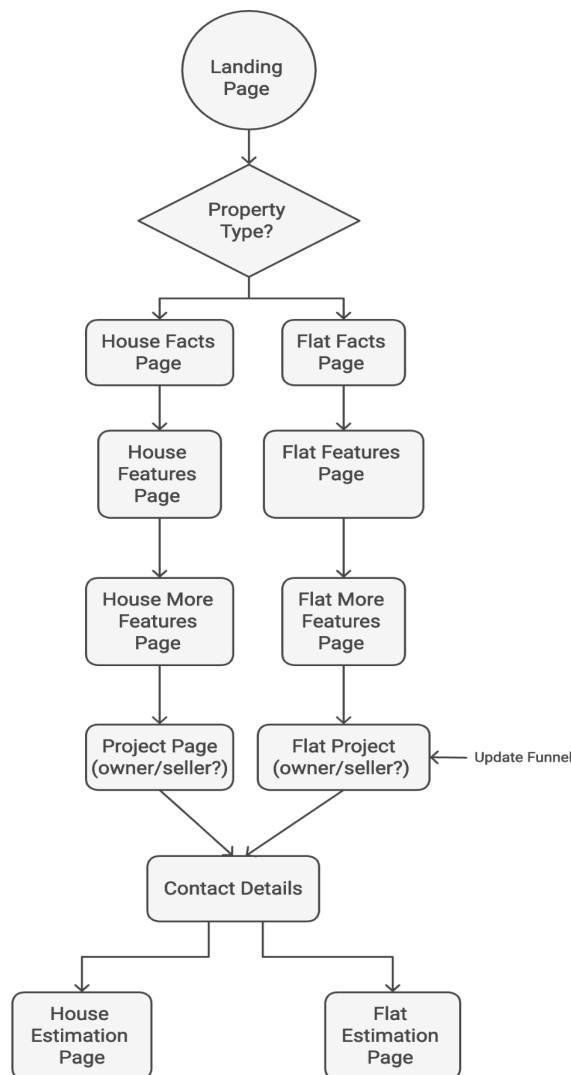 Landing
Page
Property
Type?
House Facts
Page
Flat Facts
Page
House
Features
Page
Flat Features
Page
House More
Features
Page
Flat More
Features
Page
Project Page
(owner/seller?)
Flat Project
(owner/seller?)
Update Funnel
Contact Details
House
Estimation
Page
Flat
Estimation
Page